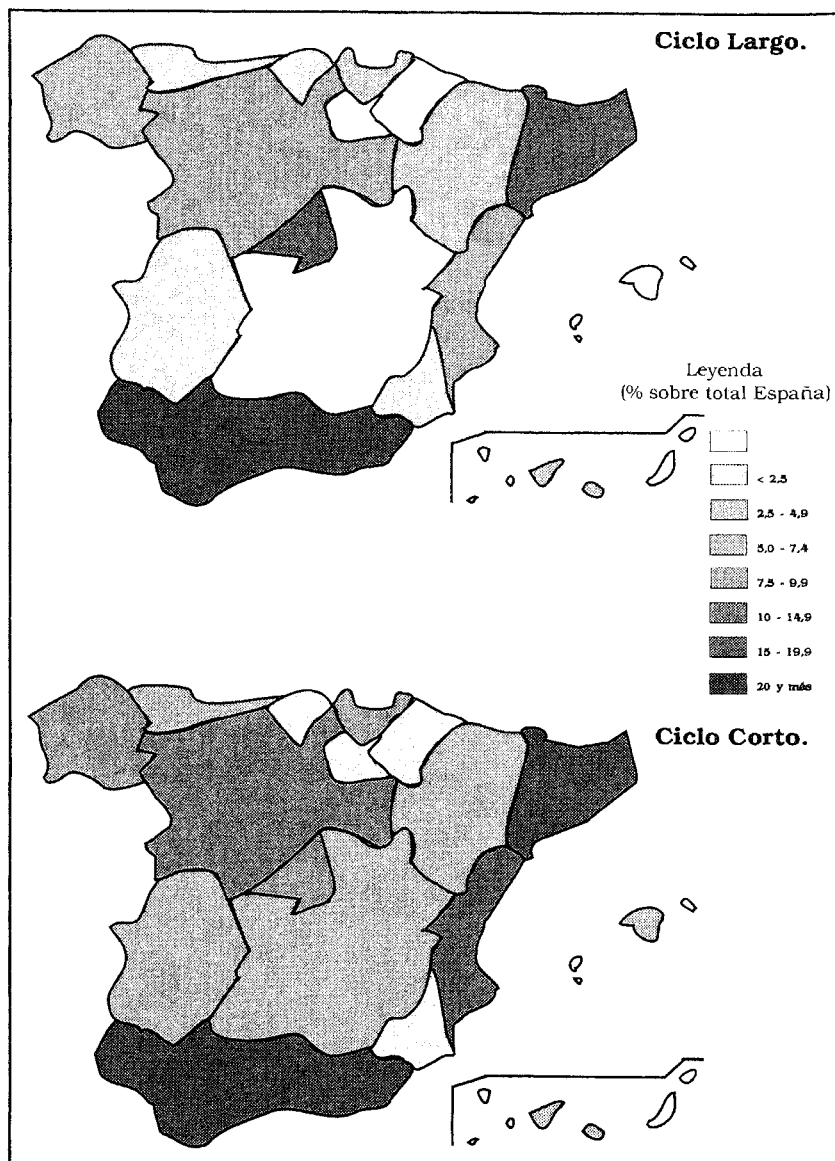 Ciclo Largo.
Leyenda
(% sobre total España)
< 2,5
2,5 - 4,9
5,0 - 7,4
7,5 - 9,9
10 - 14,9
15 - 19,9
20 y más
Ciclo Corto.